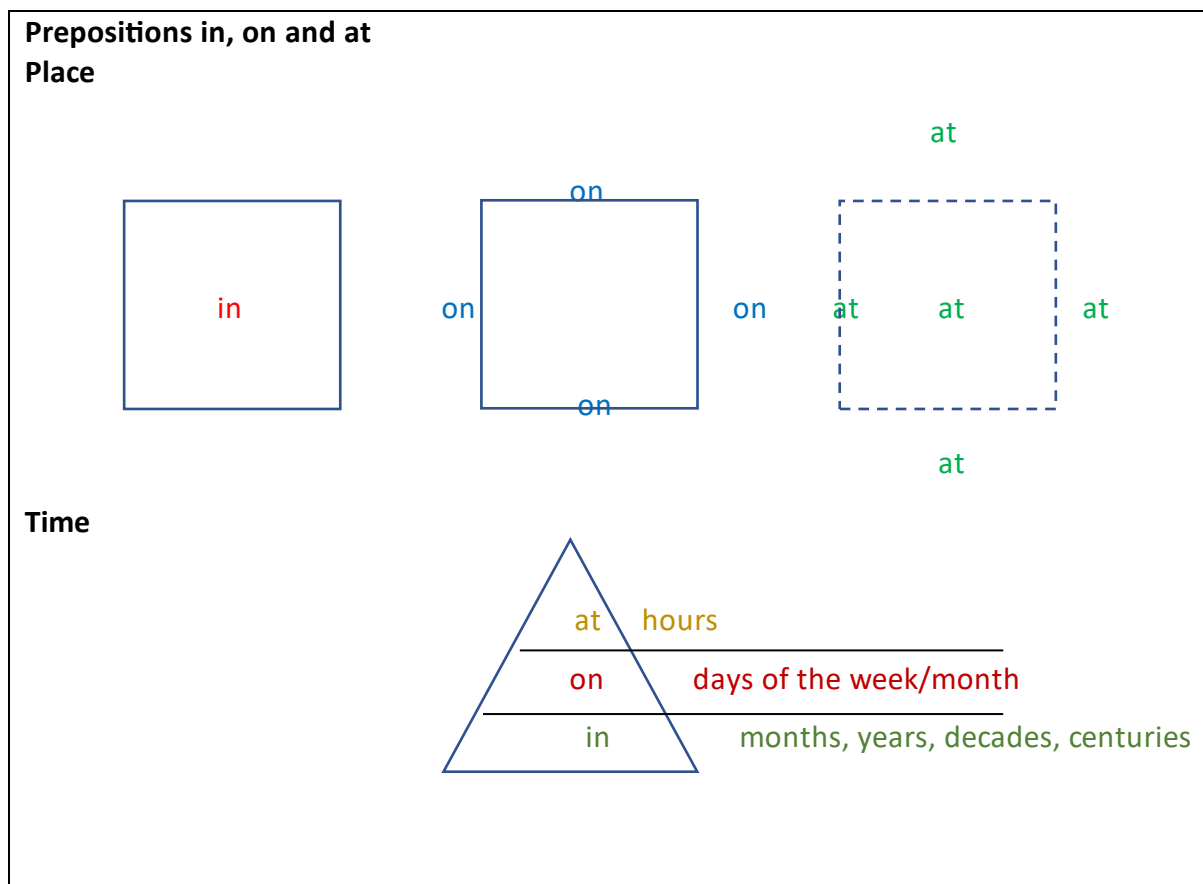 Prepositions in, on and at
Place
at
on
in on on at at at
on
at
Time
at hours
on days of the week/month
in months, years, decades, centuries